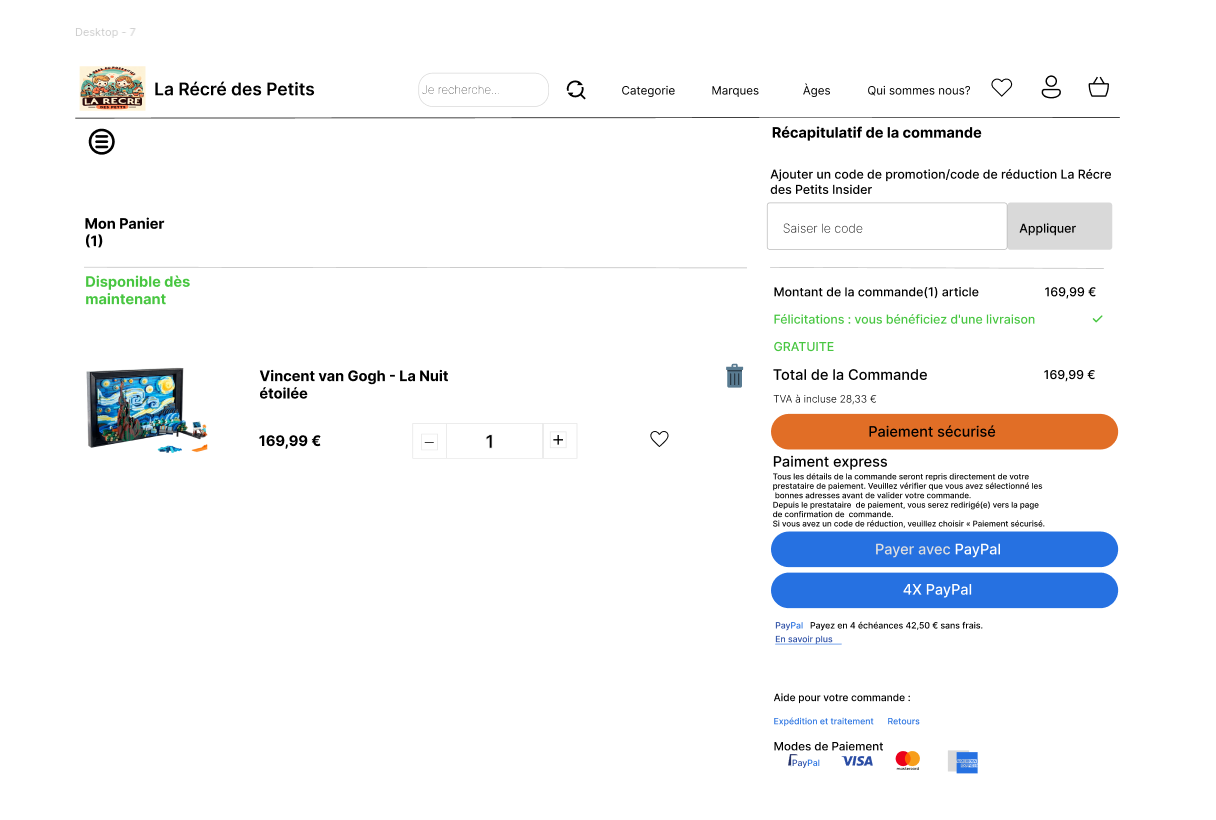 Desktop - 7
LA RECRE
DES PETITS
La Récré des Petits
Je recherche...
Categorie
Marques
Àges
Qui sommes nous?
Récapitulatif de la commande
Ajouter un code de promotion/code de réduction La Récre
des Petits Insider
Saiser le code
Appliquer
Mon Panier
(1)
Disponible dès
maintenant
Montant de la commande(1) article
169,99 €
Félicitations : vous bénéficiez d'une livraison
GRATUITE
Total de la Commande
169,99 €
TVA à incluse 28,33 €
Vincent van Gogh - La Nuit
étoilée
169,99 €
–
1
+
Paiement sécurisé
Paiment express
Tous les détails de la commande seront repris directement de votre
prestataire de paiement. Veuillez vérifier que vous avez sélectionné les
bonnes adresses avant de valider votre commande.
Depuis le prestataire de paiement, vous serez redirigé(e) vers la page
de confirmation de commande.
Si vous avez un code de réduction, veuillez choisir « Paiement sécurisé.
Payer avec PayPal
4X PayPal
PayPal Payez en 4 échéances 42,50 € sans frais.
En savoir plus
Aide pour votre commande :
Expédition et traitement
Retours
Modes de Paiement
PayPal
VISA
mastercard